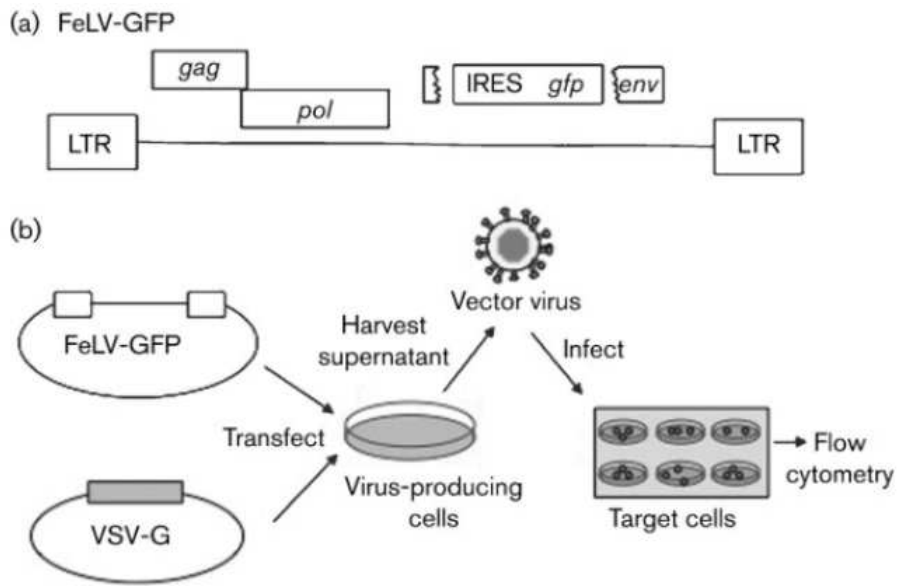 (a) FeLV-GFP
gag
pol
IRES gfp
env
LTR
LTR
(b)
FeLV-GFP
VSV-G
Transfect
Virus-producing
cells
Harvest
supernatant
Vector virus
Infect
Target cells
Flow
cytometry